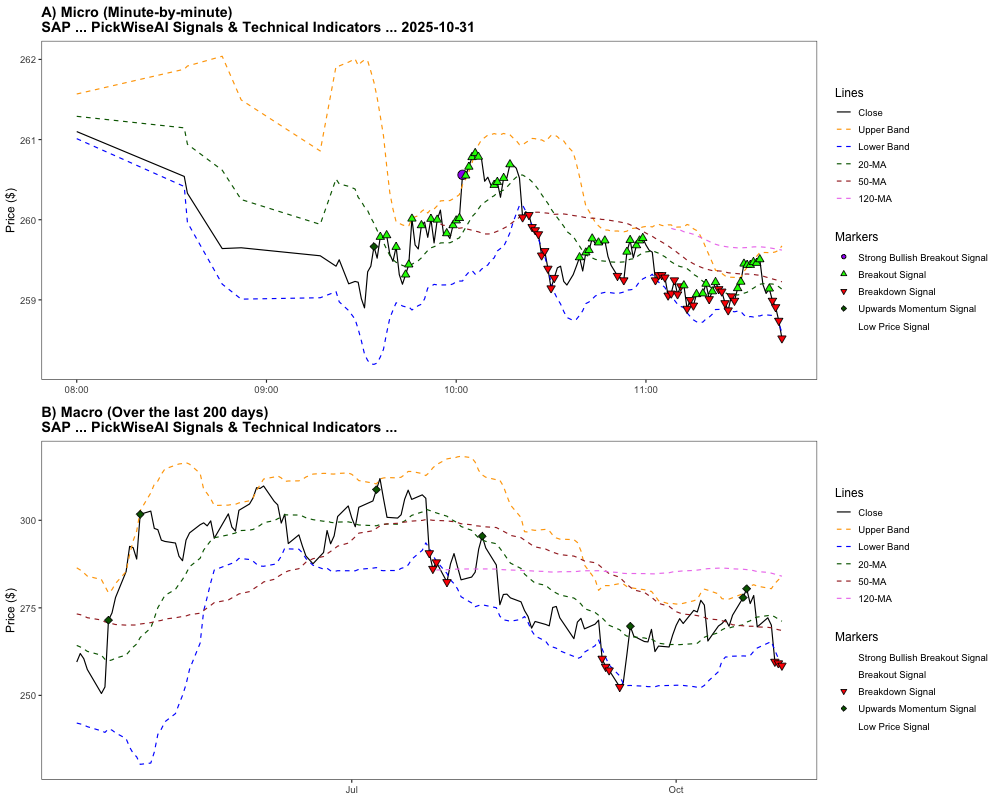 A) Micro (Minute-by-minute)
SAP ... PickWiseAI Signals & Technical Indicators ... 2025-10-31
262
261
260
259
Price ($)
08:00
09:00
10:00
11:00
Lines
Close
Upper Band
Lower Band
20-MA
50-MA
120-MA
Markers
Strong Bullish Breakout Signal
Breakout Signal
Breakdown Signal
Upwards Momentum Signal
Low Price Signal
B) Macro (Over the last 200 days)
SAP ... PickWiseAI Signals & Technical Indicators ...
300
275
250
Price ($)
Jul
Oct
Lines
Close
Upper Band
Lower Band
20-MA
50-MA
120-MA
Markers
Strong Bullish Breakout Signal
Breakout Signal
Breakdown Signal
Upwards Momentum Signal
Low Price Signal